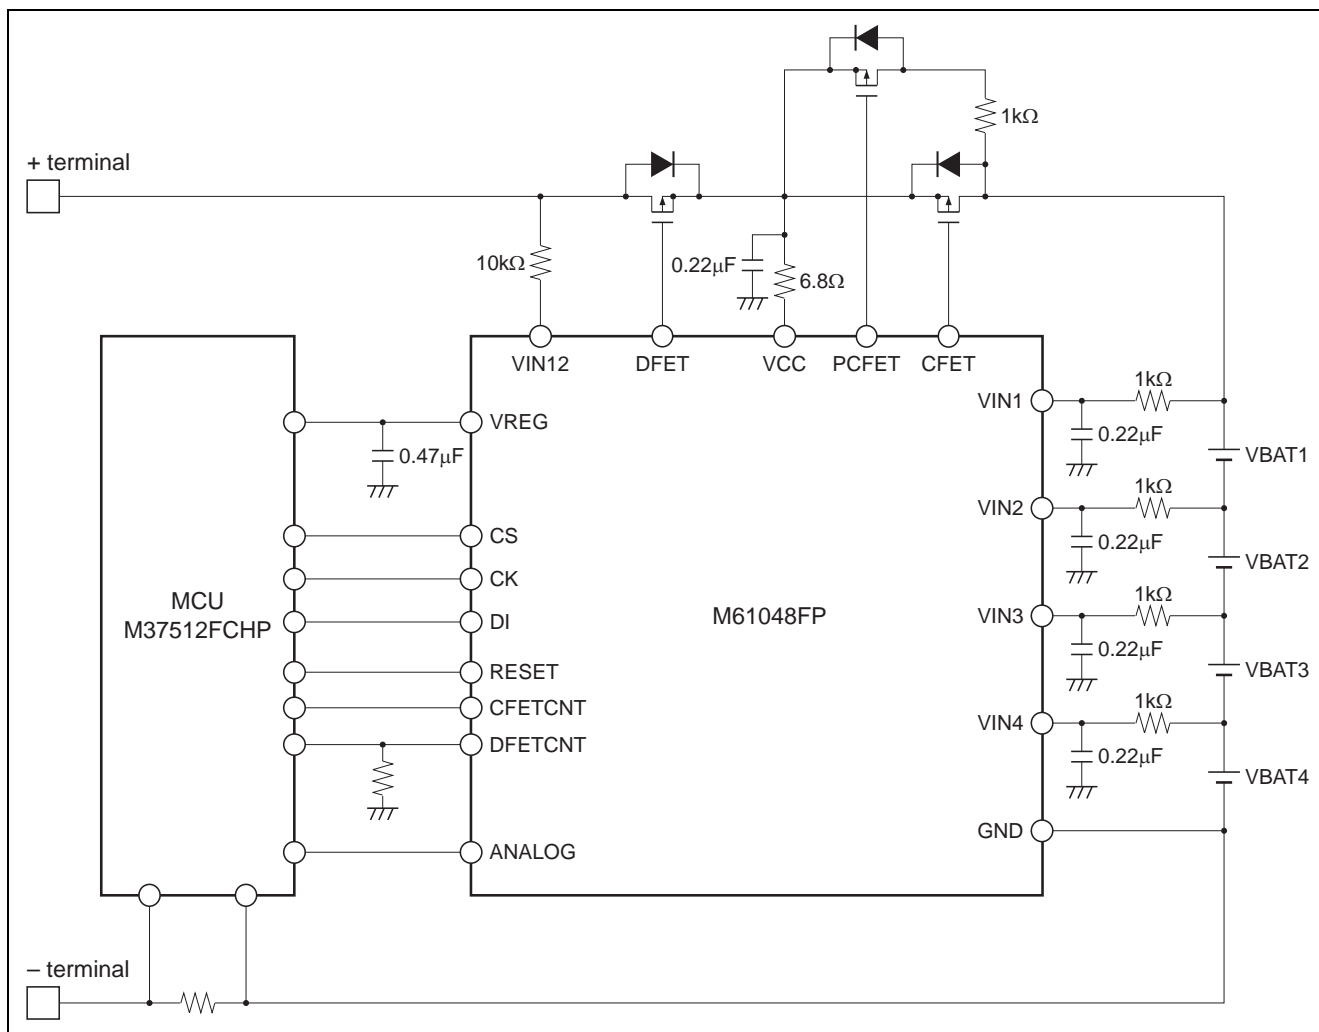 1kΩ
+ terminal
10kΩ
0.22μF
6.8Ω
VIN12
DFET
VCC
PCFET
CFET
VREG
0.47μF
CS
CK
DI
RESET
CFETCNT
DFETCNT
ANALOG
MCU
M37512FCHP
M61048FP
VIN1
1kΩ
0.22μF
VBAT1
VIN2
1kΩ
0.22μF
VBAT2
VIN3
1kΩ
0.22μF
VBAT3
VIN4
1kΩ
0.22μF
VBAT4
GND
– terminal